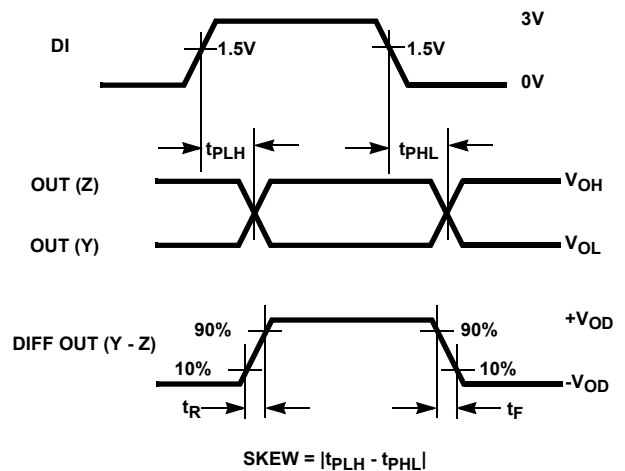 3V
DI
1.5V
1.5V
0V
tPLH
tPHL
OUT (Z)
VOH
OUT (Y)
VOL
+VOD
90%
90%
DIFF OUT (Y - Z)
10%
10%
-VOD
tR
tF
SKEW = |tPLH - tPHL|